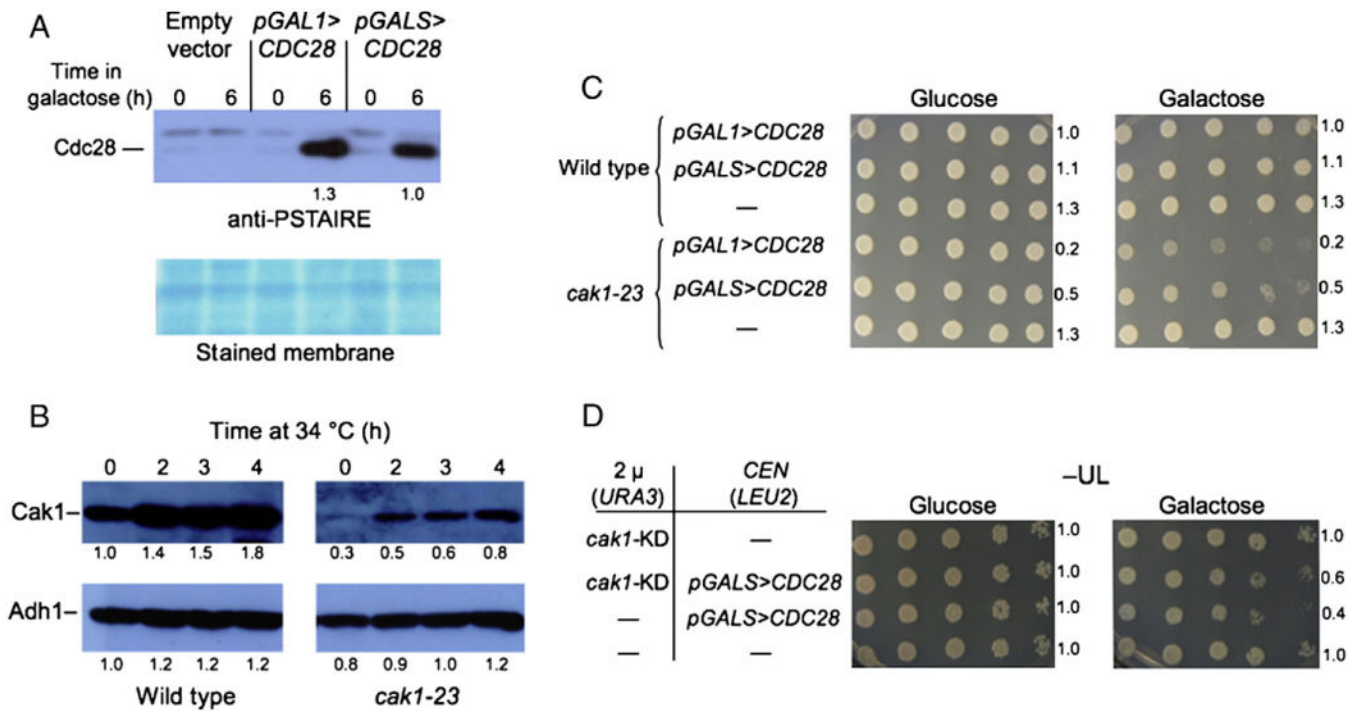 A
Empty vector
pGAL1> CDC28
pGALS> CDC28
Time in galactose (h)
0 6 0 6 0 6
Cdc28 —
1.3 1.0
anti-PSTAIRE
Stained membrane
B
Time at 34 °C (h)
0 2 3 4 0 2 3 4
Cak1–
1.0 1.4 1.5 1.8 0.3 0.5 0.6 0.8
Adh1–
1.0 1.2 1.2 1.2 0.8 0.9 1.0 1.2
Wild type cak1-23
C
Glucose Galactose
Wild type
pGAL1>CDC28 1.0 1.0
pGALS>CDC28 1.1 1.1
— 1.3 1.3
cak1-23
pGAL1>CDC28 0.2 0.2
pGALS>CDC28 0.5 0.5
— 1.3 1.3
D
–UL
2 µ (URA3) CEN (LEU2)
Glucose Galactose
cak1-KD — 1.0 1.0
cak1-KD pGALS>CDC28 1.0 0.6
— pGALS>CDC28 1.0 0.4
— — 1.0 1.0